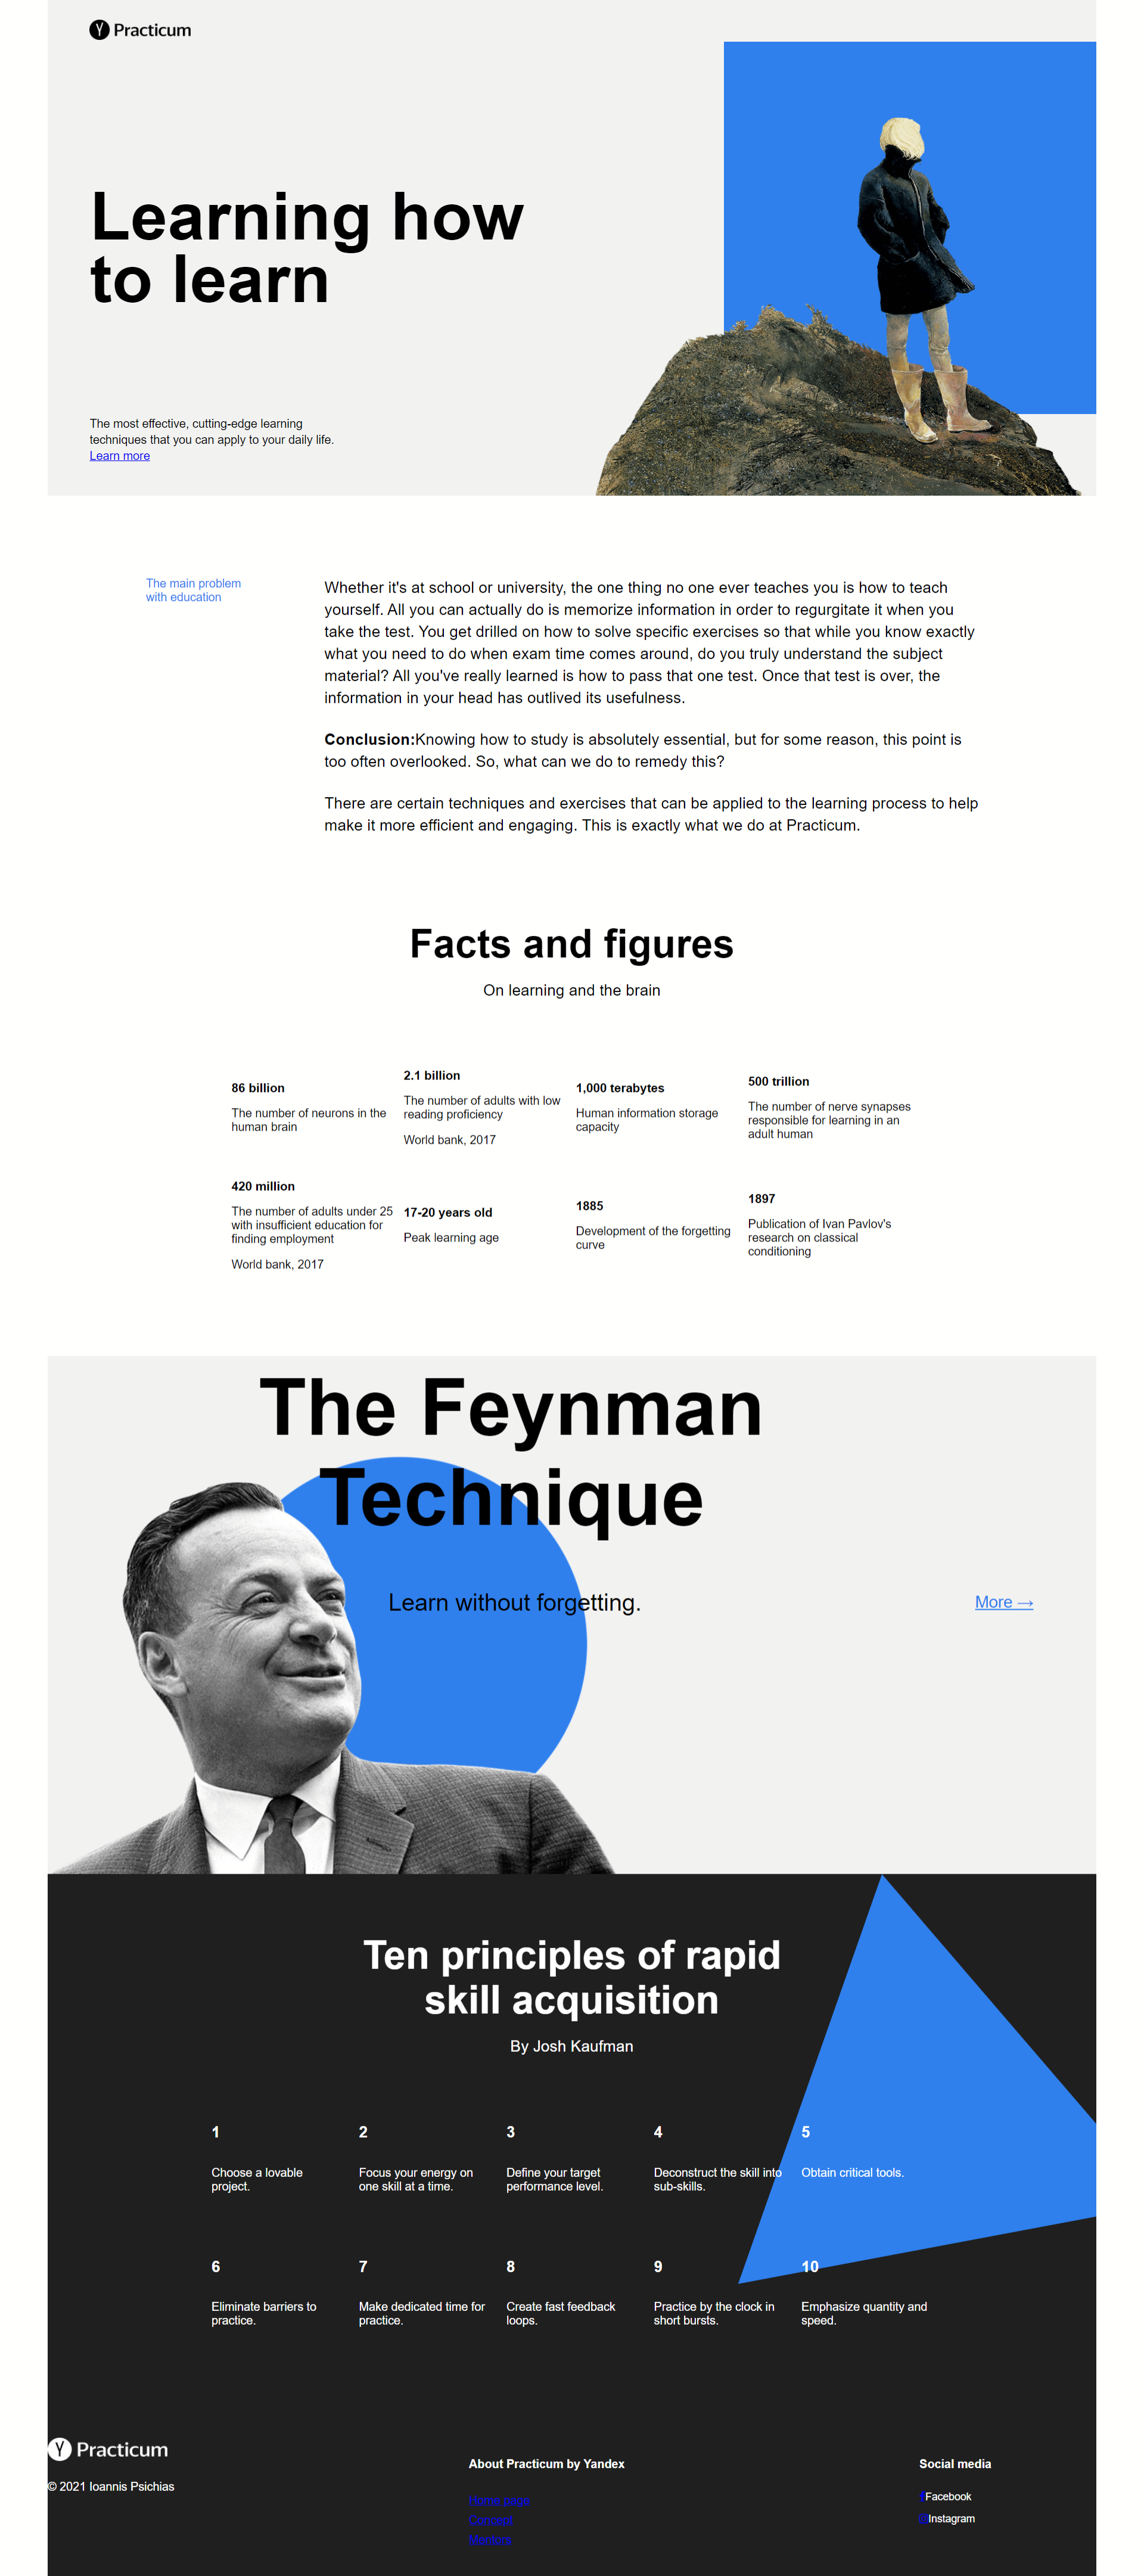 Practicum
Learning how
to learn
The most effective, cutting-edge learning
techniques that you can apply to your daily life.
Learn more
The main problem
with education
Whether it's at school or university, the one thing no one ever teaches you is how to teach
yourself. All you can actually do is memorize information in order to regurgitate it when you
take the test. You get drilled on how to solve specific exercises so that while you know exactly
what you need to do when exam time comes around, do you truly understand the subject
material? All you've really learned is how to pass that one test. Once that test is over, the
information in your head has outlived its usefulness.
Conclusion:Knowing how to study is absolutely essential, but for some reason, this point is
too often overlooked. So, what can we do to remedy this?
There are certain techniques and exercises that can be applied to the learning process to help
make it more efficient and engaging. This is exactly what we do at Practicum.
Facts and figures
On learning and the brain
86 billion
The number of neurons in the
human brain
2.1 billion
The number of adults with low
reading proficiency
World bank, 2017
1,000 terabytes
Human information storage
capacity
500 trillion
The number of nerve synapses
responsible for learning in an
adult human
420 million
The number of adults under 25
with insufficient education for
finding employment
World bank, 2017
17-20 years old
Peak learning age
1885
Development of the forgetting
curve
1897
Publication of Ivan Pavlov's
research on classical
conditioning
The Feynman
Technique
Learn without forgetting.
More →
Ten principles of rapid
skill acquisition
By Josh Kaufman
1
Choose a lovable
project.
2
Focus your energy on
one skill at a time.
3
Define your target
performance level.
4
Deconstruct the skill into
sub-skills.
5
Obtain critical tools.
6
Eliminate barriers to
practice.
7
Make dedicated time for
practice.
8
Create fast feedback
loops.
9
Practice by the clock in
short bursts.
10
Emphasize quantity and
speed.
Practicum
© 2021 Ioannis Psichias
About Practicum by Yandex
Home page
Concept
Mentors
Social media
Facebook
Instagram